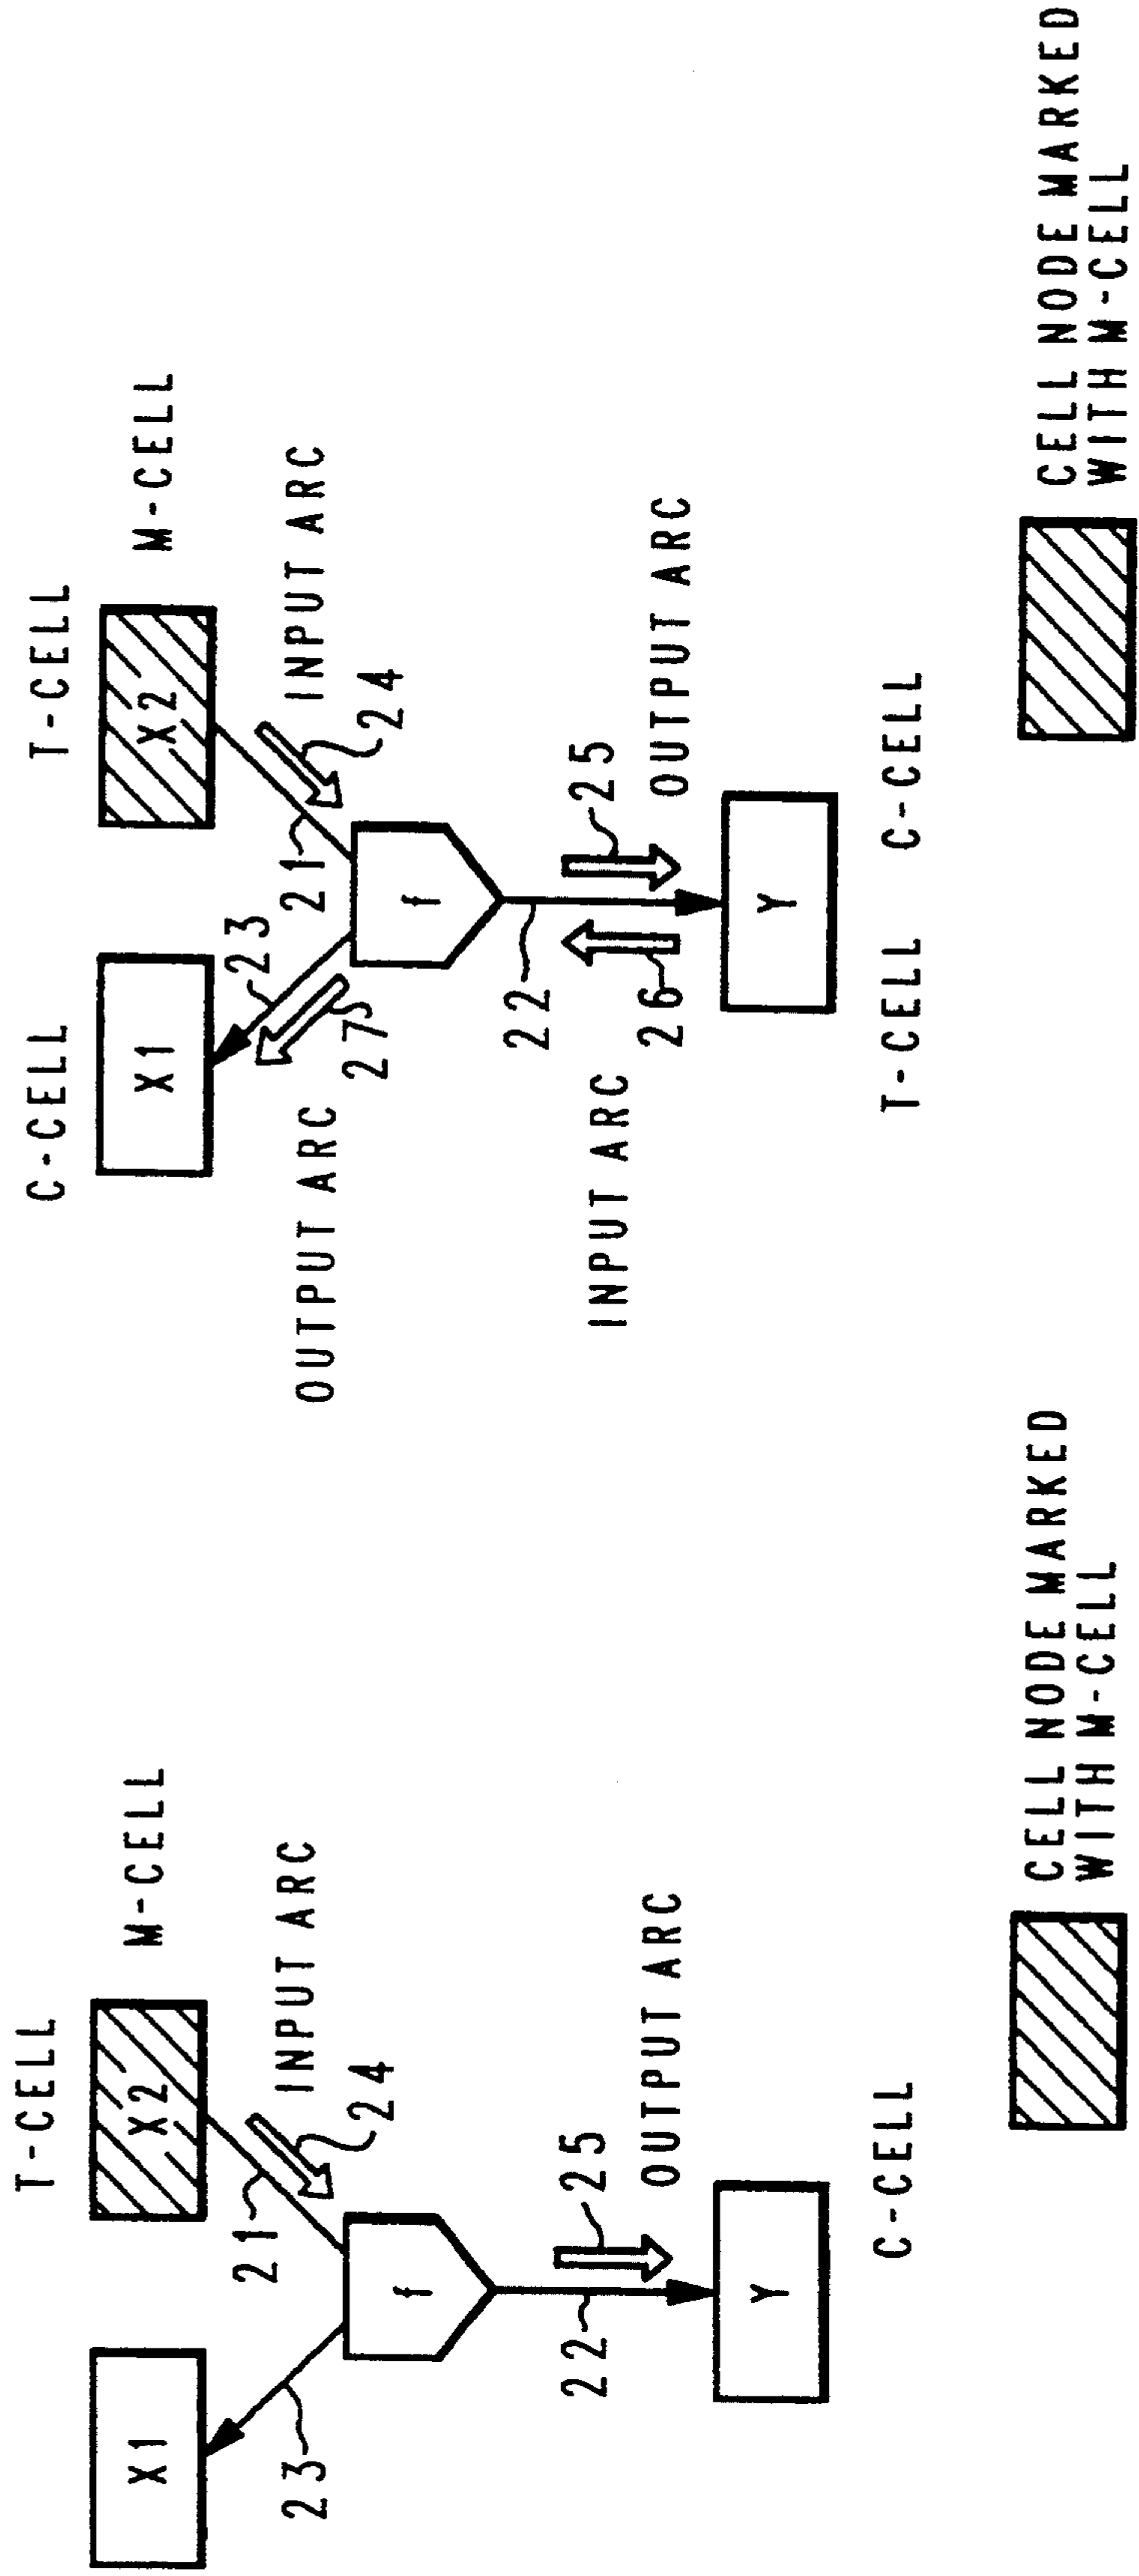 T-CELL
M-CELL
X1
X2
INPUT ARC
21
24
23
f
22
25
OUTPUT ARC
Y
C-CELL
CELL NODE MARKED
WITH M-CELL
C-CELL
T-CELL
M-CELL
X1
X2
23
21
INPUT ARC
24
27
OUTPUT ARC
f
22
25
OUTPUT ARC
26
INPUT ARC
Y
T-CELL
C-CELL
CELL NODE MARKED
WITH M-CELL